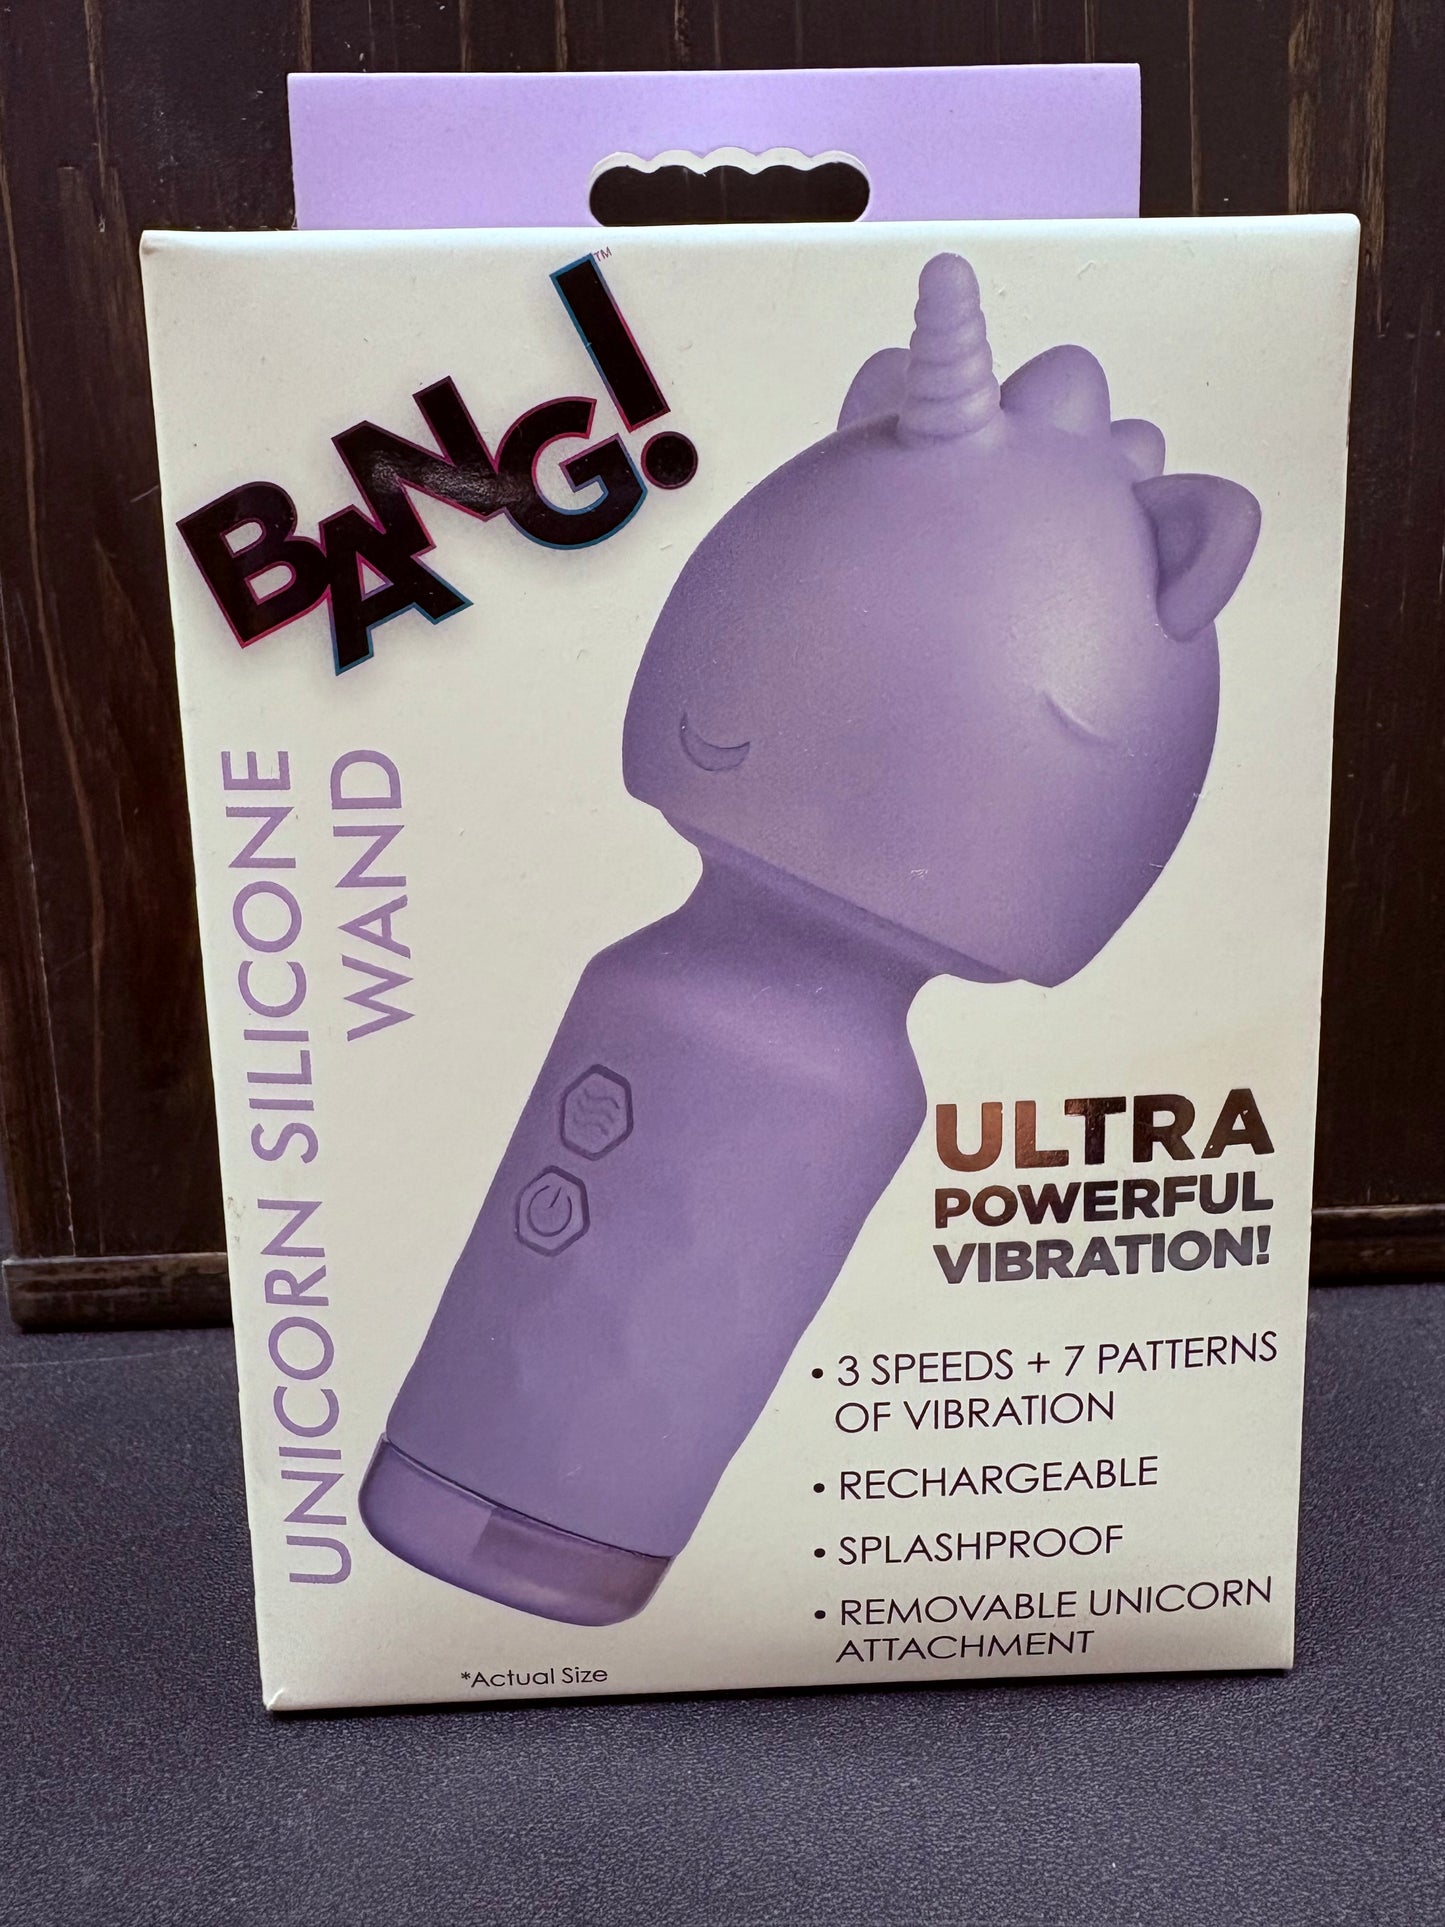 BANG!™
UNICORN SILICONE
WAND
ULTRA
POWERFUL
VIBRATION!
• 3 SPEEDS + 7 PATTERNS
OF VIBRATION
• RECHARGEABLE
• SPLASHPROOF
• REMOVABLE UNICORN
ATTACHMENT
*Actual Size